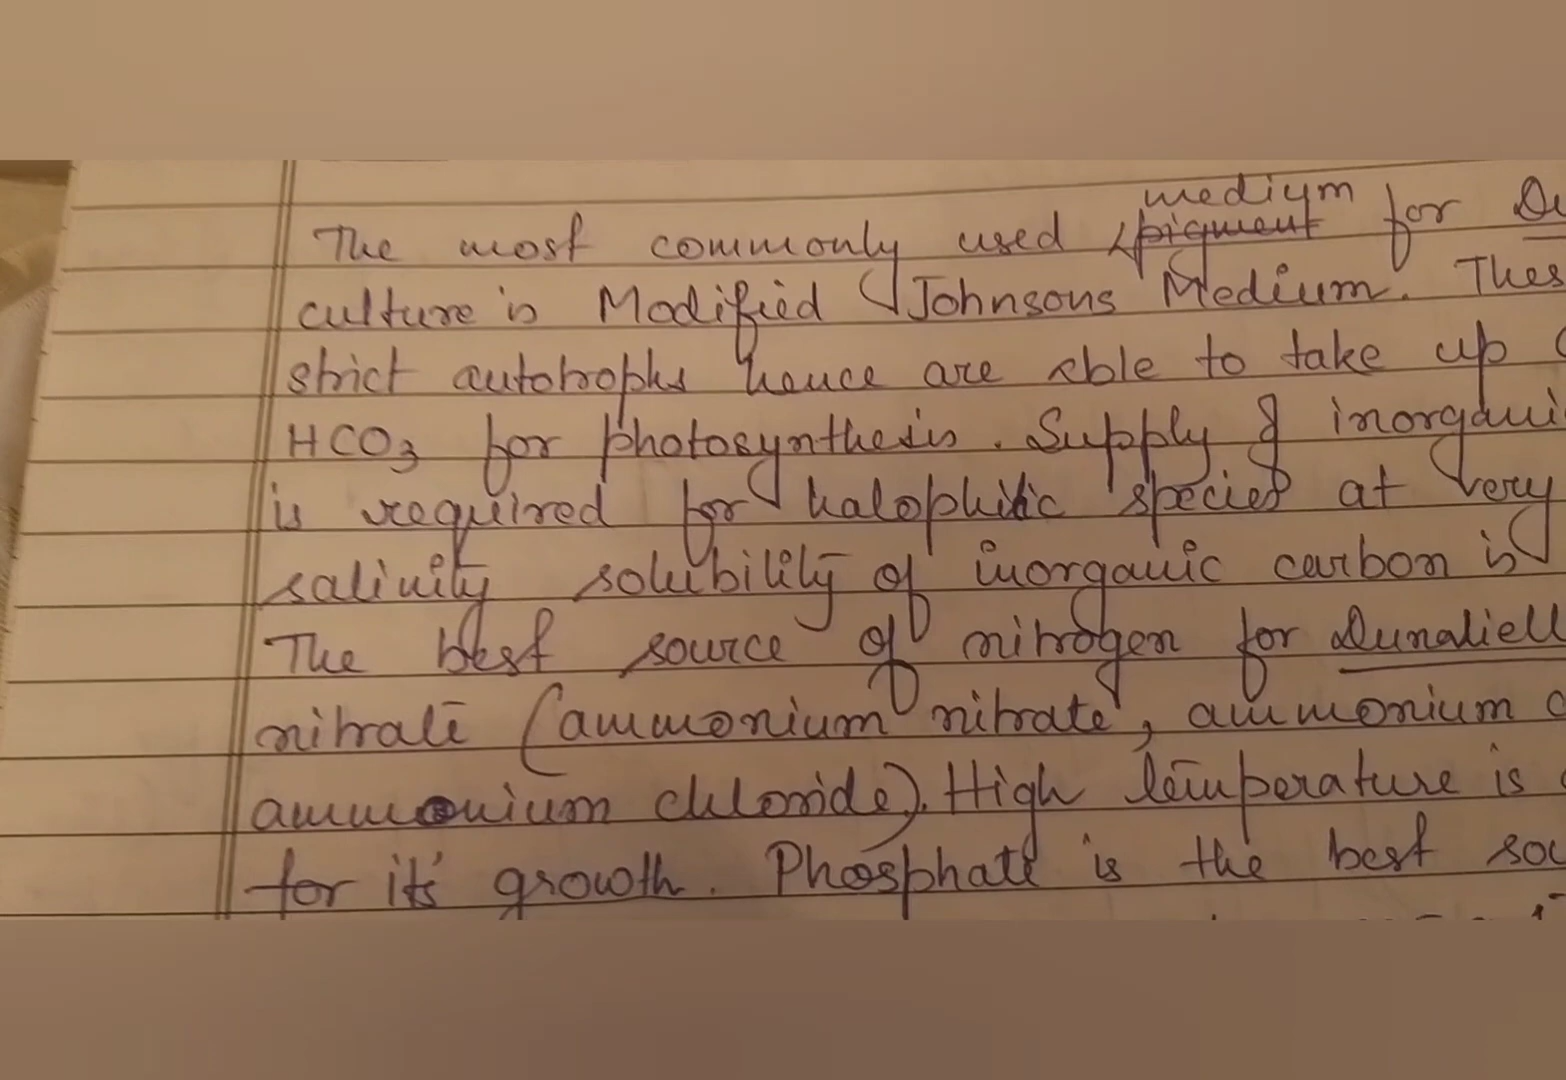 The most commonly used medium for Du
culture is Modified Johnsons Medium. Thes
strict autotrophs hence are able to take up
HCO3 for photosynthesis. Supply of inorgani
is required for halophilic species at very
salinity solubility of inorganic carbon is
The best source of nitrogen for Dunaliell
nitrate (ammonium nitrate, ammonium
ammonium chloride). High temperature is
for it's growth. Phosphate is the best sou